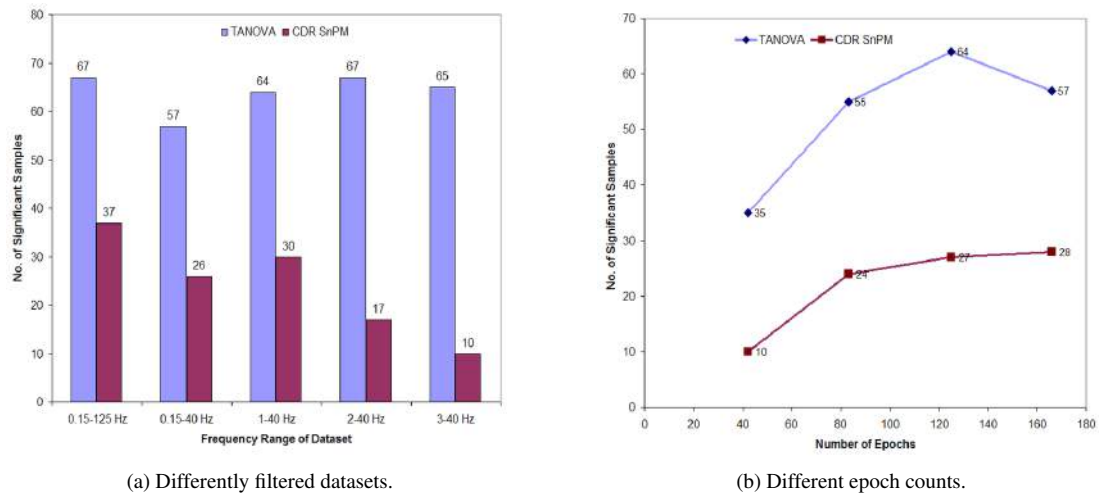 80
70
60
50
40
30
20
10
0
No. of Significant Samples
TANOVA CDR SnPM
67 57 64 67 65
37 26 30 17 10
0.15-125 Hz 0.15-40 Hz 1-40 Hz 2-40 Hz 3-40 Hz
Frequency Range of Dataset
(a) Differently filtered datasets.
70
60
50
40
30
20
10
0
No. of Significant Samples
TANOVA CDR SnPM
35 55 64 57
10 24 27 28
0 20 40 60 80 100 120 140 160 180
Number of Epochs
(b) Different epoch counts.